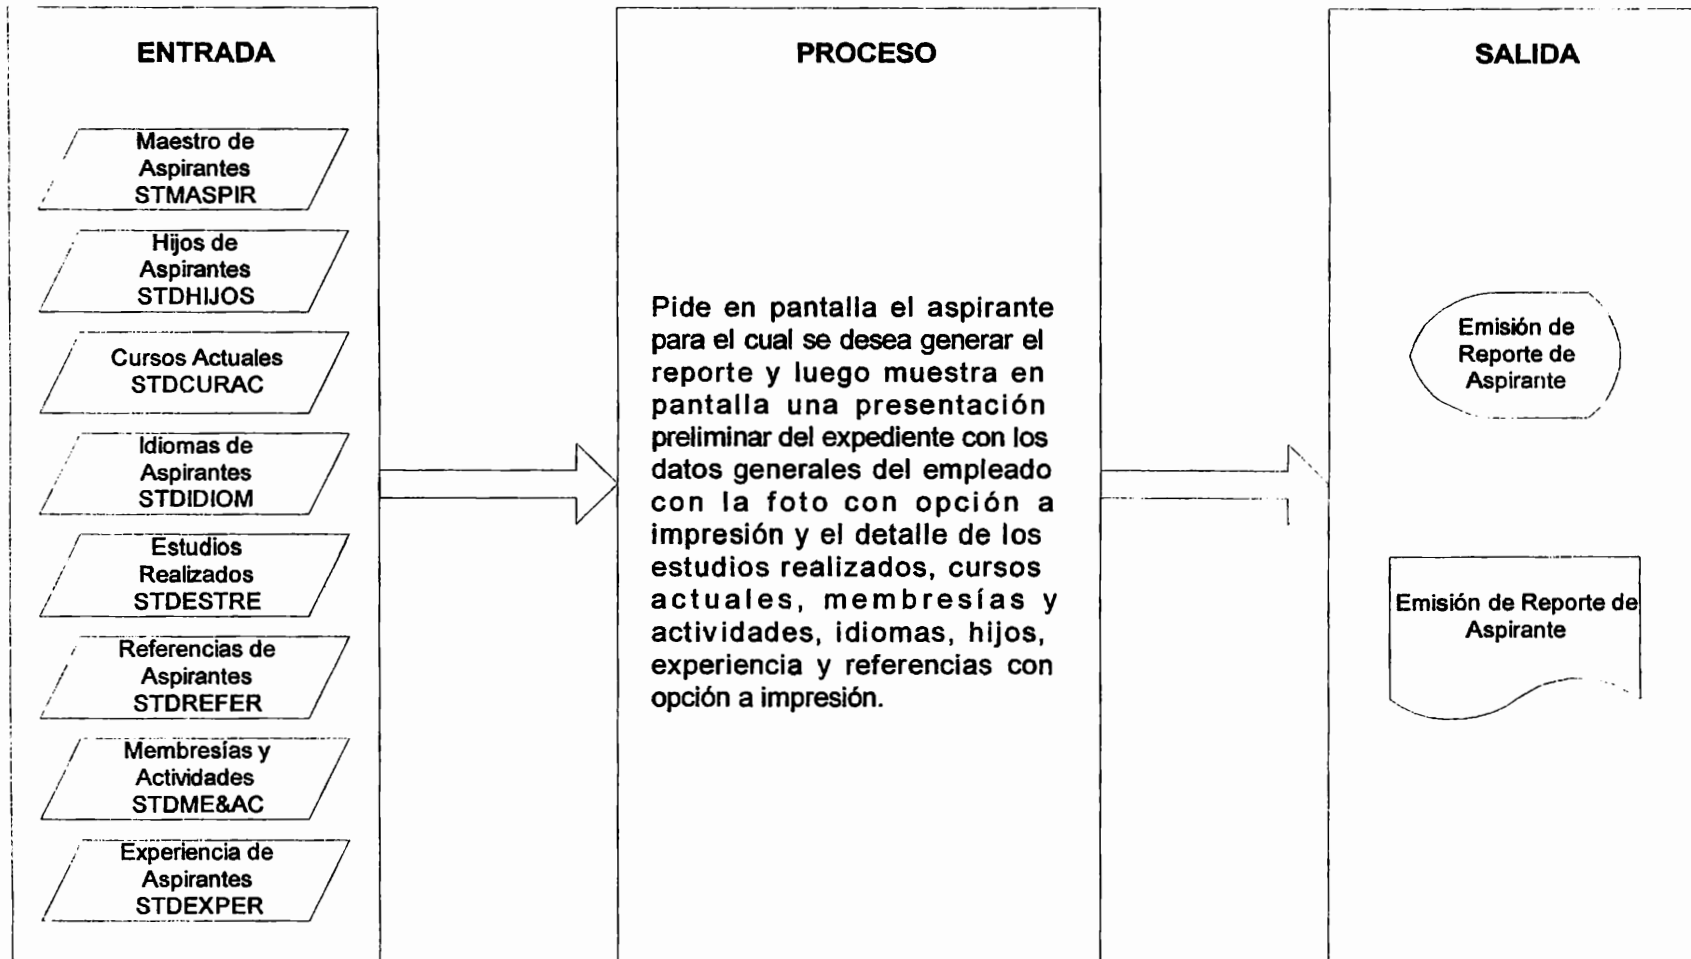 ENTRADA
Maestro de
Aspirantes
STMASPIR
Hijos de
Aspirantes
STDHIJOS
Cursos Actuales
STDCURAC
Idiomas de
Aspirantes
STDIDIOM
Estudios
Realizados
STDESTRE
Referencias de
Aspirantes
STDREFER
Membresías y
Actividades
STDME&AC
Experiencia de
Aspirantes
STDEXPER
PROCESO
Pide en pantalla el aspirante
para el cual se desea generar el
reporte y luego muestra en
pantalla una presentación
preliminar del expediente con los
datos generales del empleado
con la foto con opción a
impresión y el detalle de los
estudios realizados, cursos
actuales, membresías y
actividades, idiomas, hijos,
experiencia y referencias con
opción a impresión.
SALIDA
Emisión de
Reporte de
Aspirante
Emisión de Reporte de
Aspirante